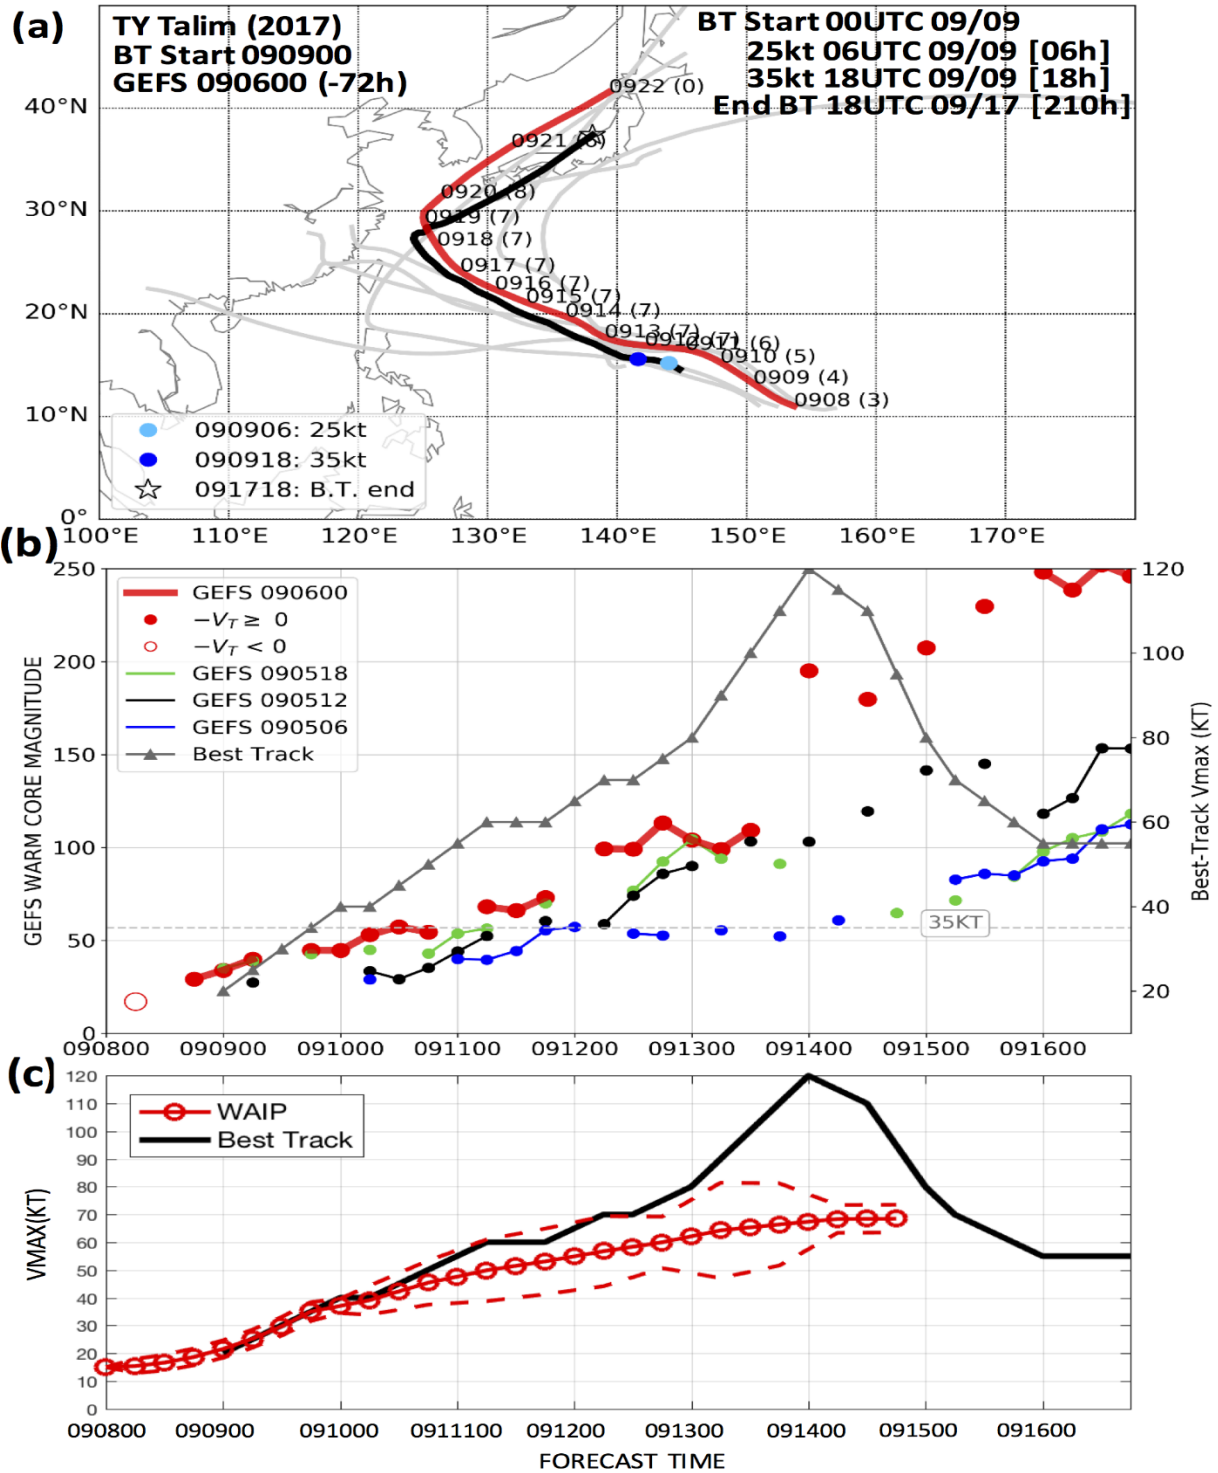 (a)
TY Talim (2017)
BT Start 090900
GEFS 090600 (-72h)
BT Start 00UTC 09/09
25kt 06UTC 09/09 [06h]
35kt 18UTC 09/09 [18h]
End BT 18UTC 09/17 [210h]
0922 (0)
0921 (6)
0920 (8)
0919 (7)
0918 (7)
0917 (7)
0916 (7)
0915 (7)
0914 (7)
0913 (7)
0912 (7)
0911 (6)
0910 (5)
0909 (4)
0908 (3)
40°N
30°N
20°N
10°N
0°
090906: 25kt
090918: 35kt
091718: B.T. end
100°E 110°E 120°E 130°E 140°E 150°E 160°E 170°E
(b)
GEFS WARM CORE MAGNITUDE
250
200
150
100
50
0
GEFS 090600
−V_T ≥ 0
−V_T < 0
GEFS 090518
GEFS 090512
GEFS 090506
Best Track
35KT
120
100
80
60
40
20
Best-Track Vmax (KT)
090800 090900 091000 091100 091200 091300 091400 091500 091600
(c)
VMAX(KT)
120
110
100
90
80
70
60
50
40
30
20
10
0
WAIP
Best Track
090800 090900 091000 091100 091200 091300 091400 091500 091600
FORECAST TIME